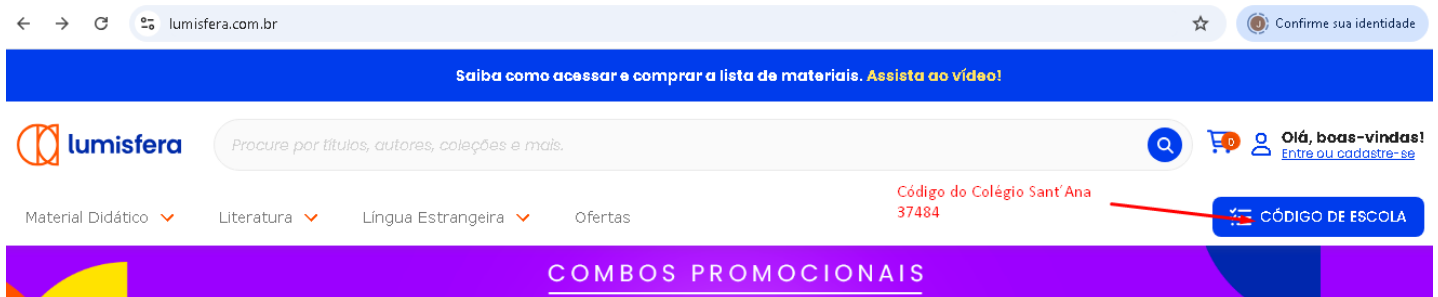 lumisfera.com.br
J
Confirme sua identidade
Saiba como acessar e comprar a lista de materiais. Assista ao vídeo!
lumisfera
Procure por títulos, autores, coleções e mais.
0
Olá, boas-vindas!
Entre ou cadastre-se
Material Didático
Literatura
Língua Estrangeira
Ofertas
Código do Colégio Sant´Ana
37484
CÓDIGO DE ESCOLA
COMBOS PROMOCIONAIS